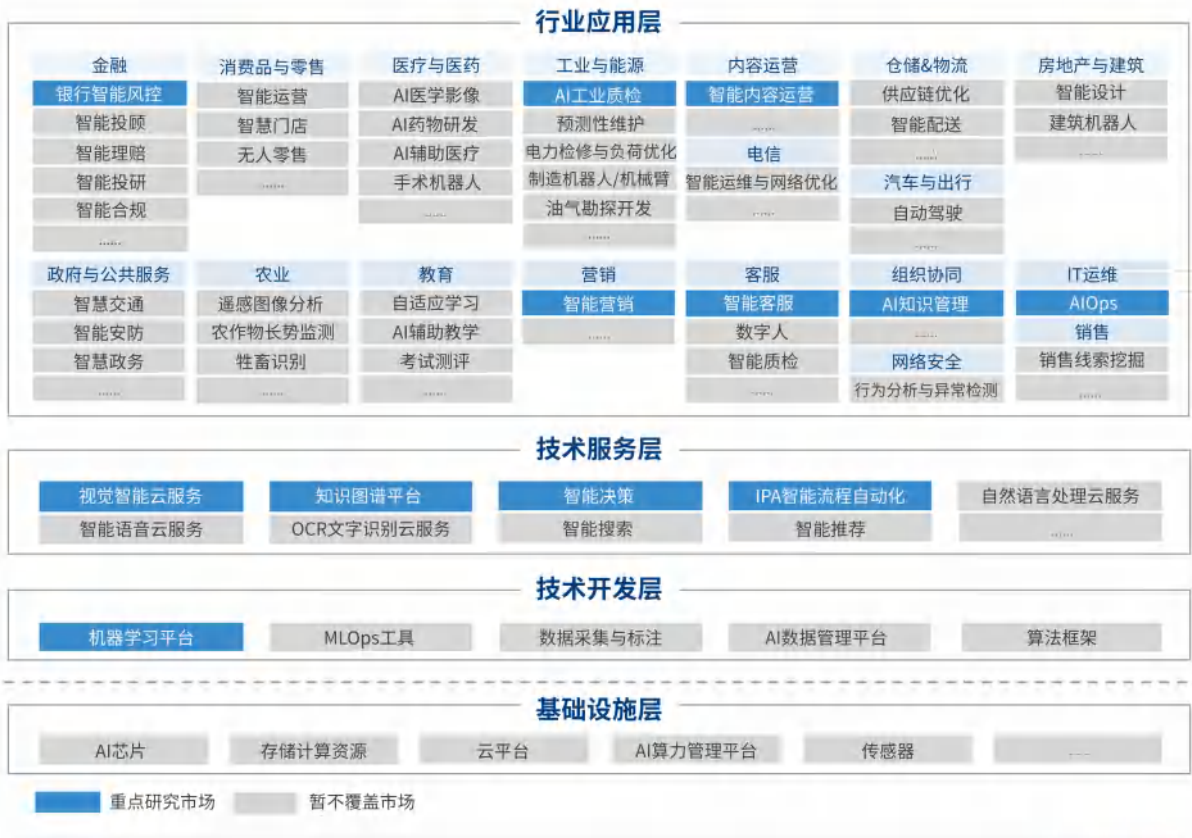 行业应用层
金融
银行智能风控
智能投顾
智能理赔
智能投研
智能合规
......
消费品与零售
智能运营
智慧门店
无人零售
......
医疗与医药
AI医学影像
AI药物研发
AI辅助医疗
手术机器人
......
工业与能源
AI工业质检
预测性维护
电力检修与负荷优化
制造机器人/机械臂
油气勘探开发
......
内容运营
智能内容运营
......
电信
智能运维与网络优化
......
仓储&物流
供应链优化
智能配送
......
汽车与出行
自动驾驶
......
房地产与建筑
智能设计
建筑机器人
......
政府与公共服务
智慧交通
智能安防
智慧政务
......
农业
遥感图像分析
农作物长势监测
牲畜识别
......
教育
自适应学习
AI辅助教学
考试测评
......
营销
智能营销
......
客服
智能客服
数字人
智能质检
......
组织协同
AI知识管理
......
网络安全
行为分析与异常检测
IT运维
AIOps
销售
销售线索挖掘
......
技术服务层
视觉智能云服务
知识图谱平台
智能决策
IPA智能流程自动化
自然语言处理云服务
智能语音云服务
OCR文字识别云服务
智能搜索
智能推荐
......
技术开发层
机器学习平台
MLOps工具
数据采集与标注
AI数据管理平台
算法框架
基础设施层
AI芯片
存储计算资源
云平台
AI算力管理平台
传感器
......
重点研究市场
暂不覆盖市场